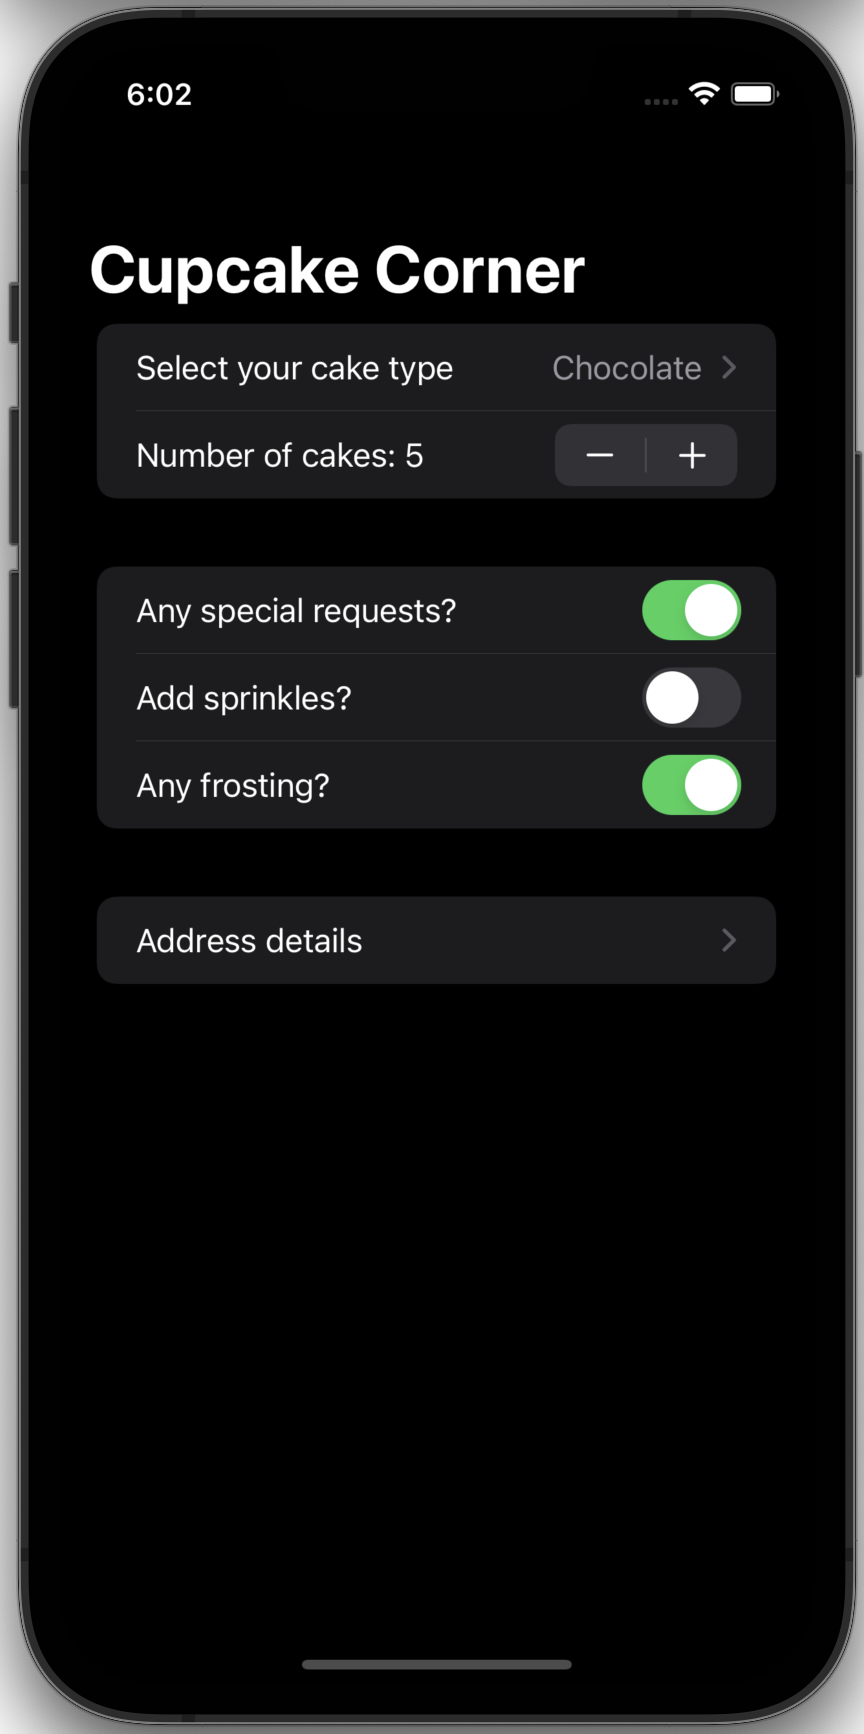 6:02
Cupcake Corner
Select your cake type Chocolate
Number of cakes: 5
Any special requests?
Add sprinkles?
Any frosting?
Address details